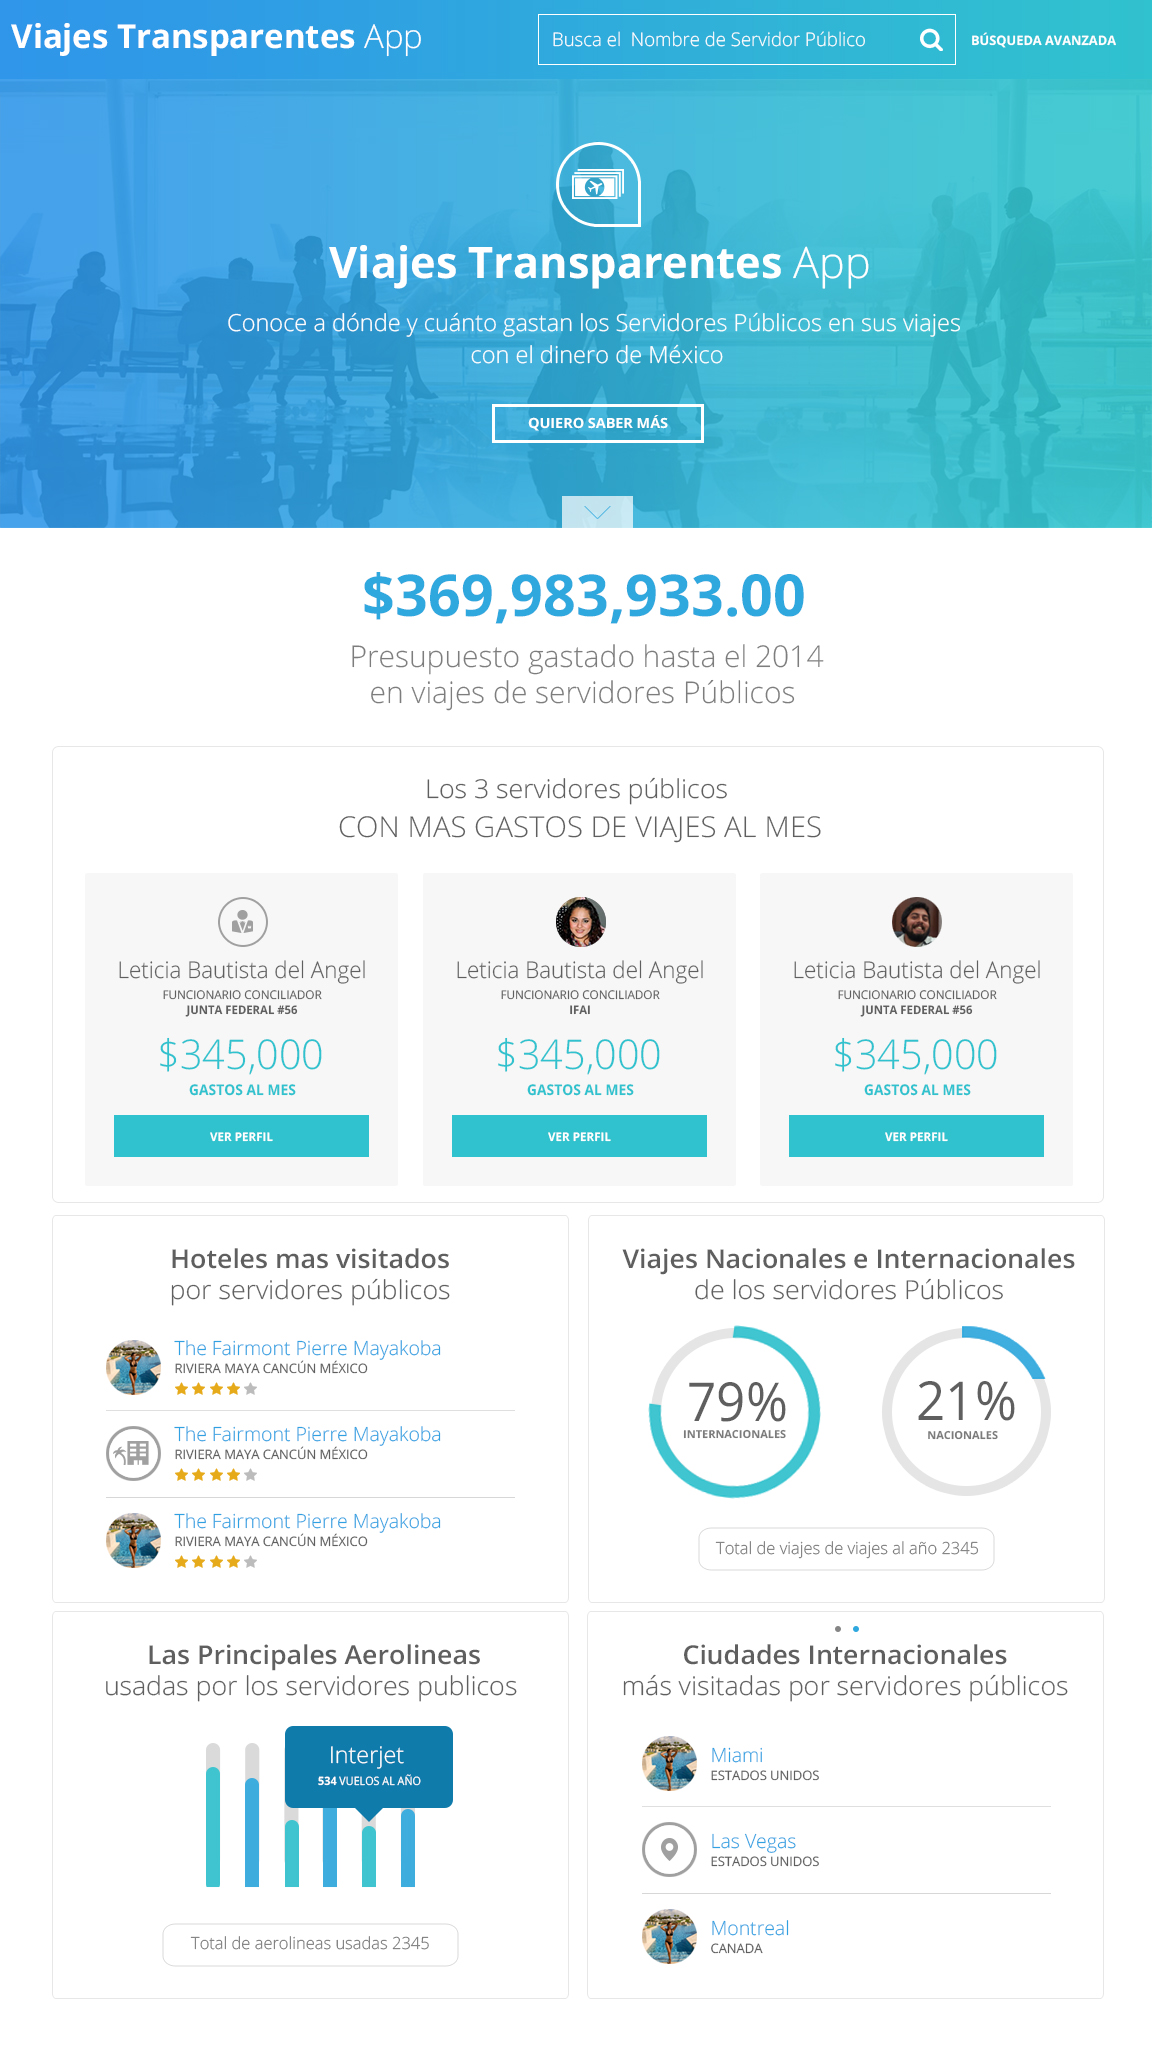 Viajes Transparentes App
Busca el  Nombre de Servidor Público
BÚSQUEDA AVANZADA
Viajes Transparentes App
Conoce a dónde y cuánto gastan los Servidores Públicos en sus viajes
con el dinero de México
QUIERO SABER MÁS
$369,983,933.00
Presupuesto gastado hasta el 2014
en viajes de servidores Públicos
Los 3 servidores públicos
CON MAS GASTOS DE VIAJES AL MES
Leticia Bautista del Angel
FUNCIONARIO CONCILIADOR
JUNTA FEDERAL #56
$345,000
GASTOS AL MES
VER PERFIL
Leticia Bautista del Angel
FUNCIONARIO CONCILIADOR
IFAI
$345,000
GASTOS AL MES
VER PERFIL
Leticia Bautista del Angel
FUNCIONARIO CONCILIADOR
JUNTA FEDERAL #56
$345,000
GASTOS AL MES
VER PERFIL
Hoteles mas visitados
por servidores públicos
The Fairmont Pierre Mayakoba
RIVIERA MAYA CANCÚN MÉXICO
The Fairmont Pierre Mayakoba
RIVIERA MAYA CANCÚN MÉXICO
The Fairmont Pierre Mayakoba
RIVIERA MAYA CANCÚN MÉXICO
Viajes Nacionales e Internacionales
de los servidores Públicos
79%
INTERNACIONALES
21%
NACIONALES
Total de viajes de viajes al año 2345
Las Principales Aerolineas
usadas por los servidores publicos
Interjet
534 VUELOS AL AÑO
Total de aerolineas usadas 2345
Ciudades Internacionales
más visitadas por servidores públicos
Miami
ESTADOS UNIDOS
Las Vegas
ESTADOS UNIDOS
Montreal
CANADA